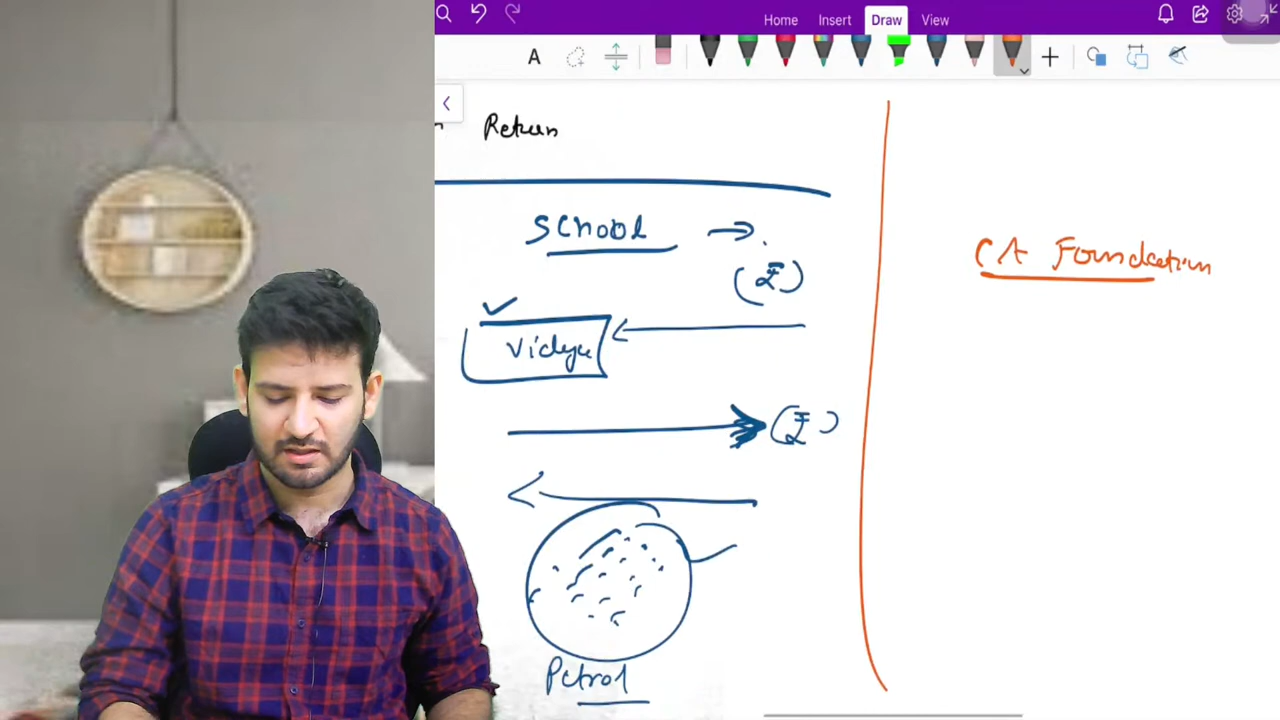 Home Insert Draw View
A
Return
School → (₹)
CA Foundation
Vidya
(₹)
Petrol